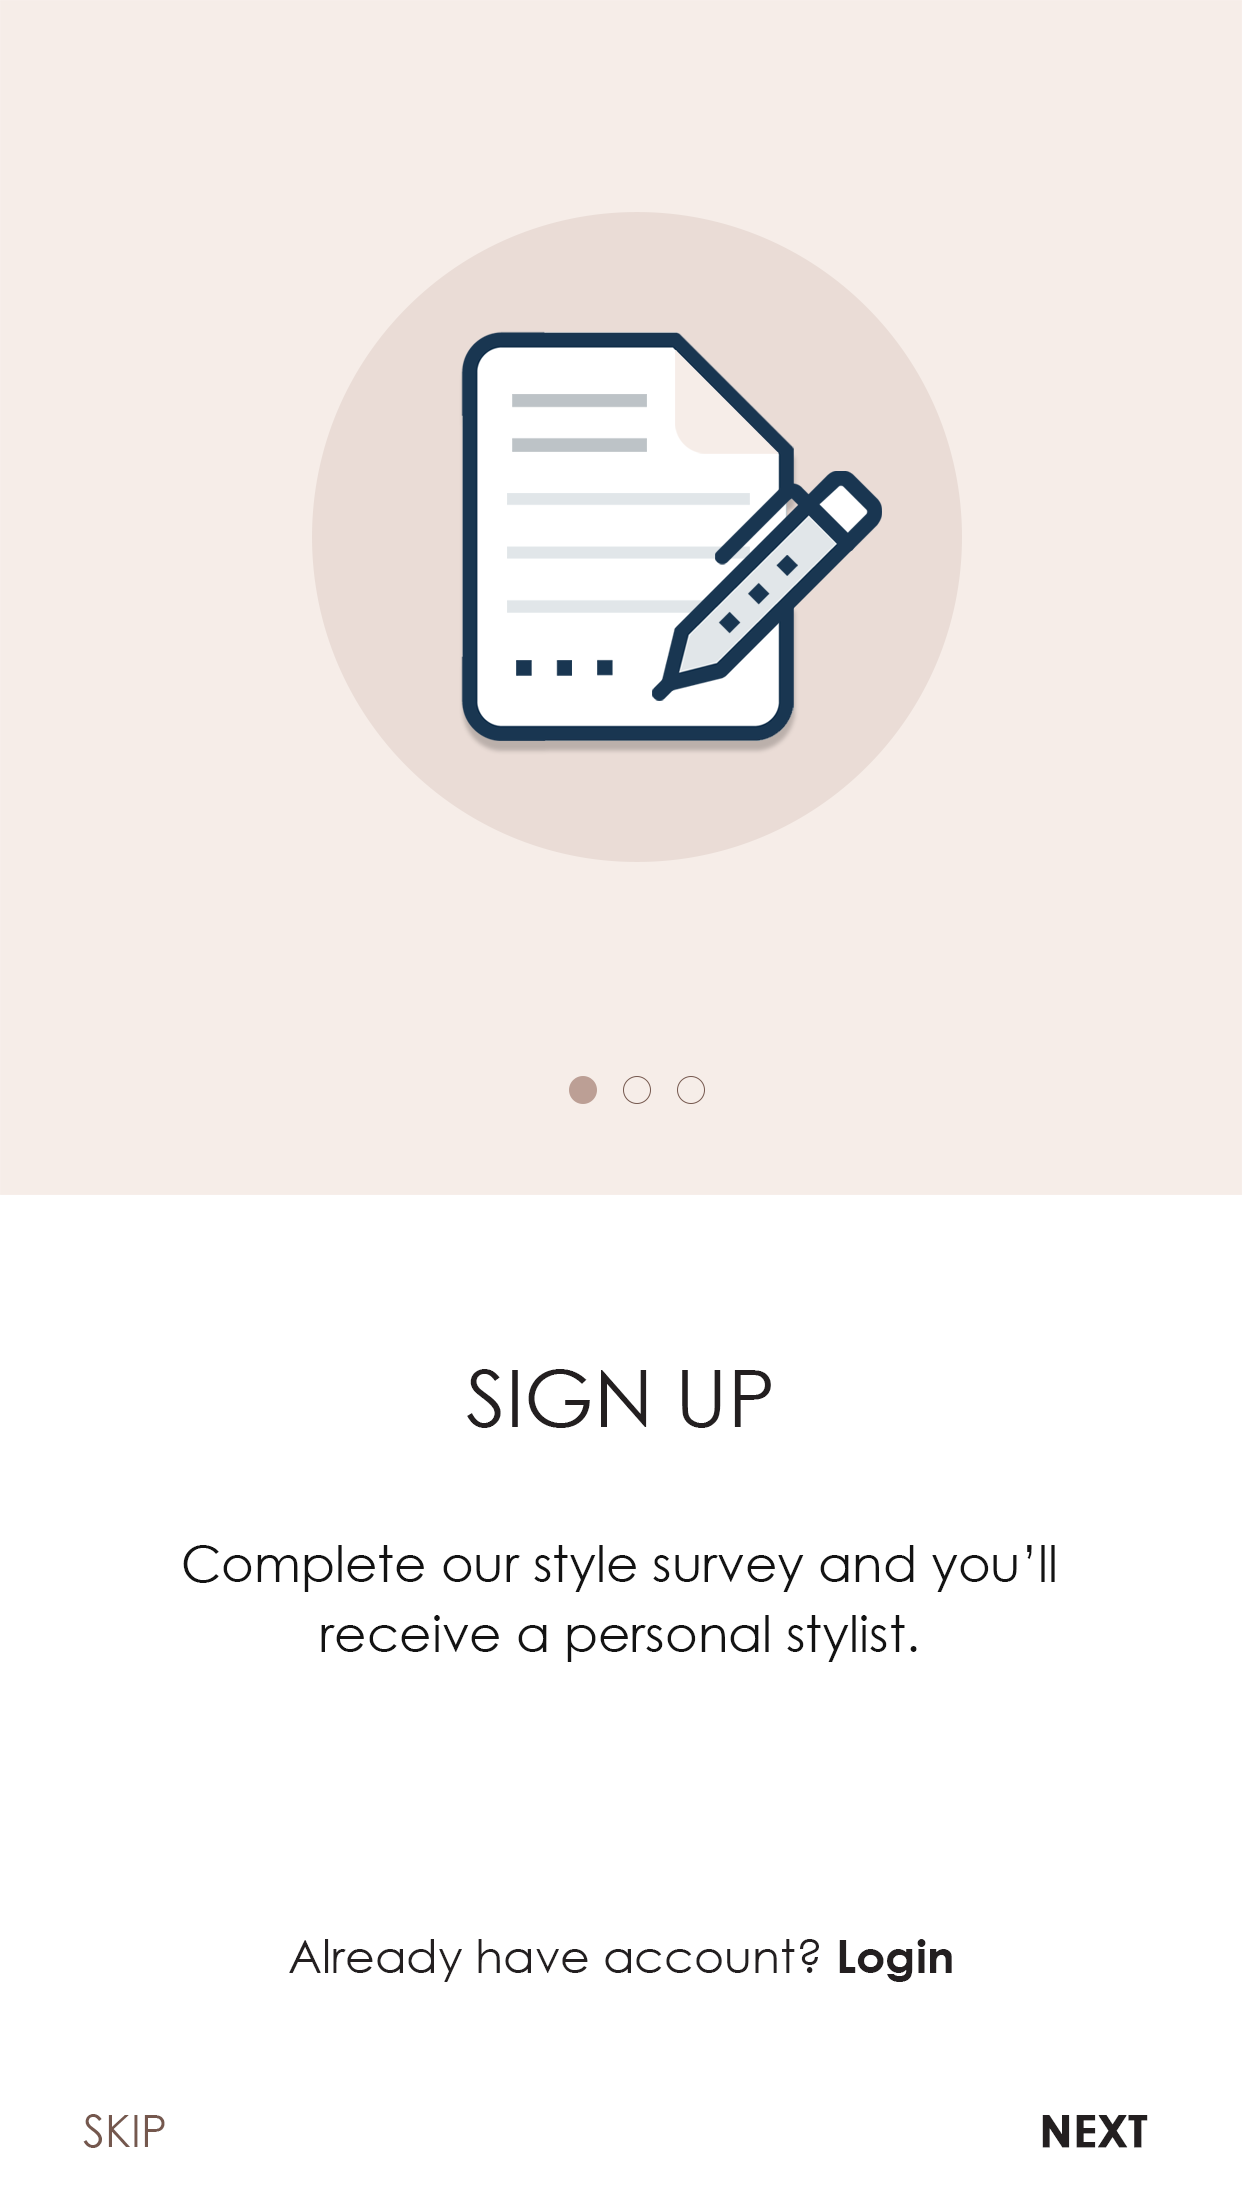 SIGN UP
Complete our style survey and you’ll
receive a personal stylist.
Already have account? Login
SKIP
NEXT